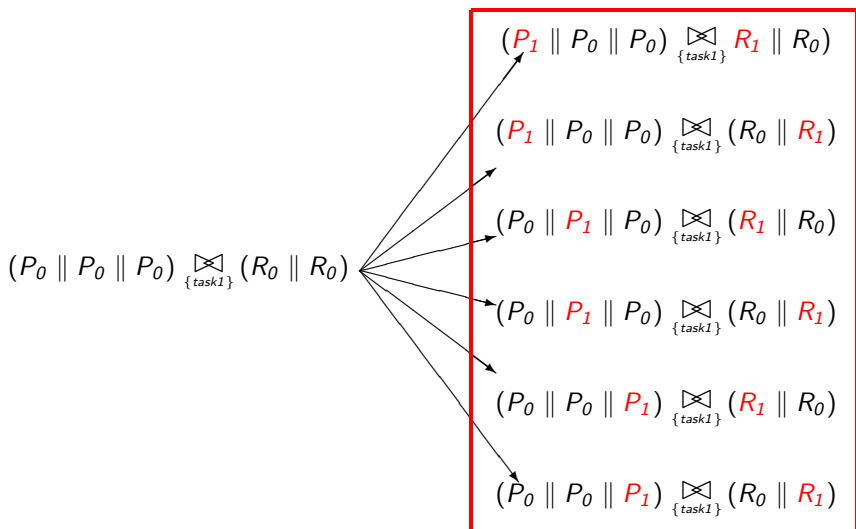 (P₁ ∥ P₀ ∥ P₀) ⋈ R₁ ∥ R₀)
{task1}
(P₁ ∥ P₀ ∥ P₀) ⋈ (R₀ ∥ R₁)
{task1}
(P₀ ∥ P₁ ∥ P₀) ⋈ (R₁ ∥ R₀)
{task1}
(P₀ ∥ P₀ ∥ P₀) ⋈ (R₀ ∥ R₀)
{task1}
(P₀ ∥ P₁ ∥ P₀) ⋈ (R₀ ∥ R₁)
{task1}
(P₀ ∥ P₀ ∥ P₁) ⋈ (R₁ ∥ R₀)
{task1}
(P₀ ∥ P₀ ∥ P₁) ⋈ (R₀ ∥ R₁)
{task1}